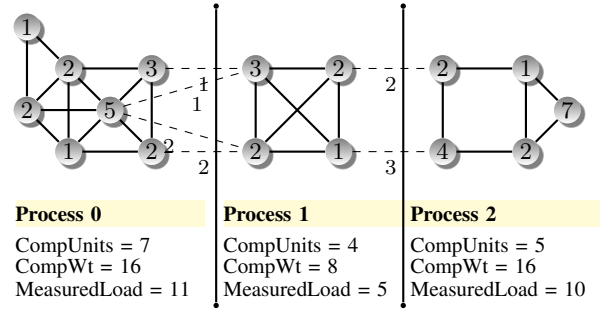 1
2 3 3 2 2 1
1 2
1
2 5 7
2
1 2 2 1 4 2
2 3
Process 0 Process 1 Process 2
CompUnits = 7 CompUnits = 4 CompUnits = 5
CompWt = 16 CompWt = 8 CompWt = 16
MeasuredLoad = 11 MeasuredLoad = 5 MeasuredLoad = 10